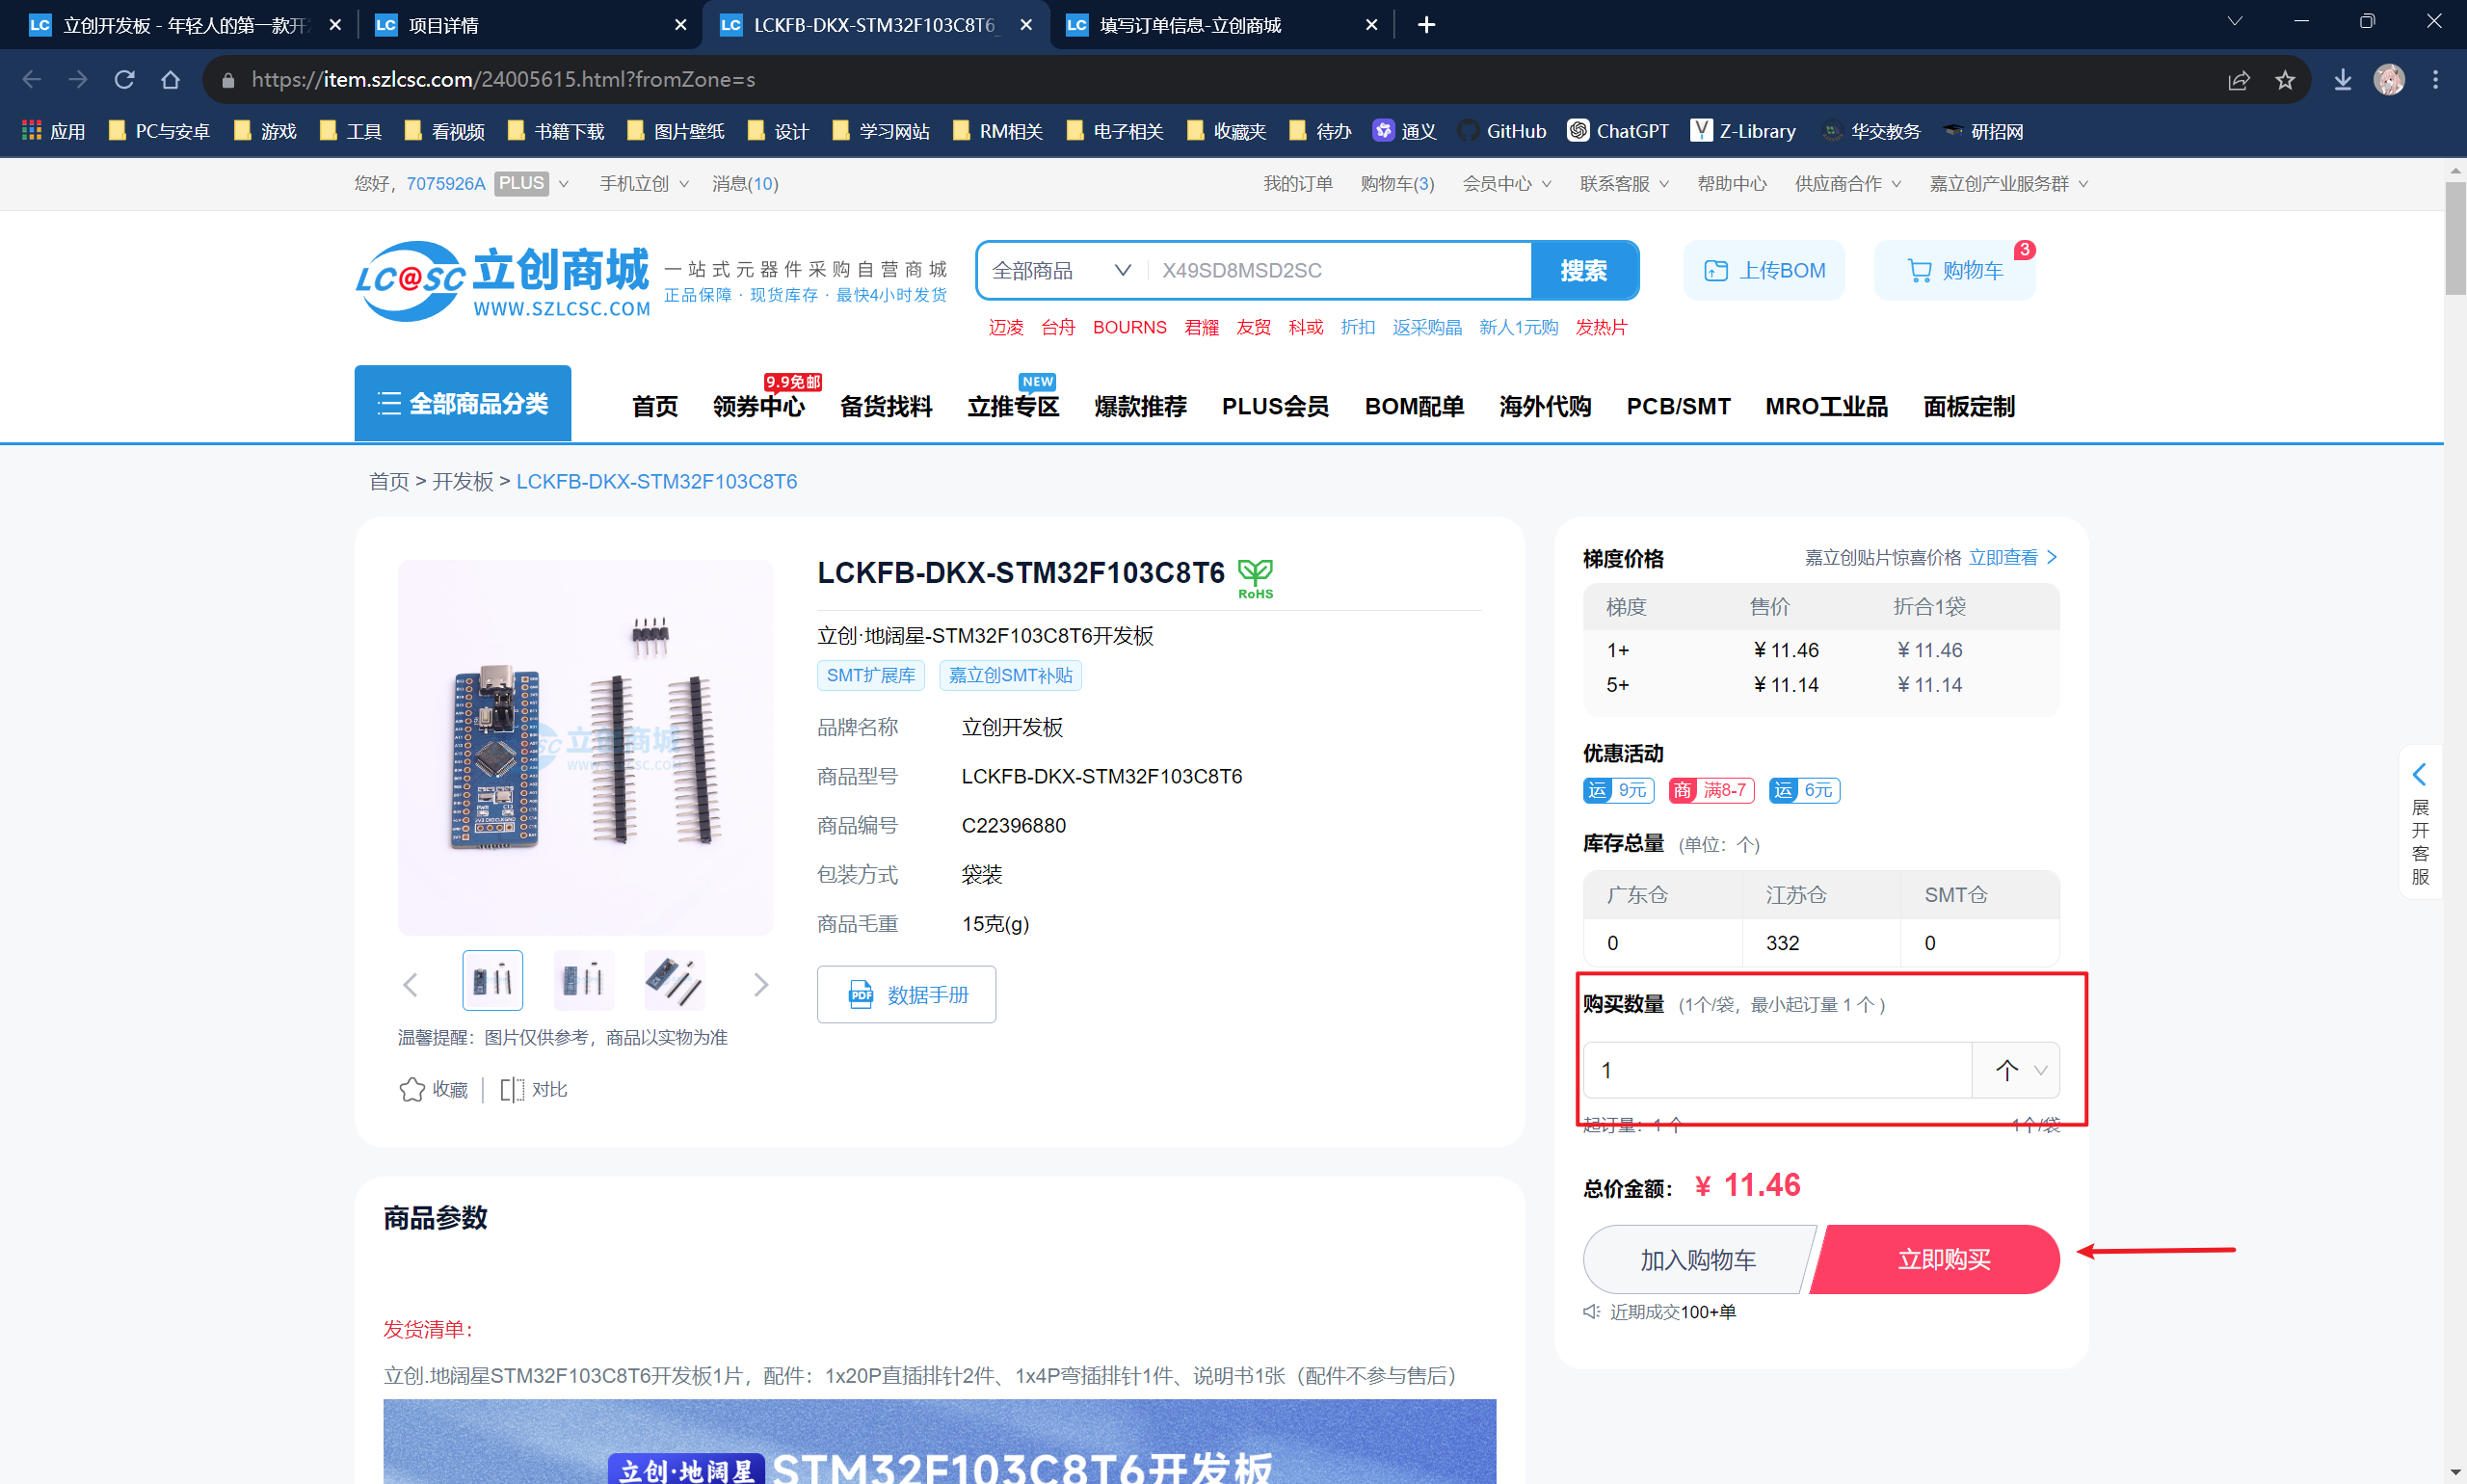 立创开发板 - 年轻人的第一款开
项目详情
LCKFB-DKX-STM32F103C8T6_
填写订单信息-立创商城
https://item.szlcsc.com/24005615.html?fromZone=s
应用 PC与安卓 游戏 工具 看视频 书籍下载 图片壁纸 设计 学习网站 RM相关 电子相关 收藏夹 待办 通义 GitHub ChatGPT Z-Library 华交教务 研招网
您好，7075926A PLUS 手机立创 消息(10) 我的订单 购物车(3) 会员中心 联系客服 帮助中心 供应商合作 嘉立创产业服务群
LC@SC 立创商城
WWW.SZLCSC.COM
一站式元器件采购自营商城
正品保障 · 现货库存 · 最快4小时发货
全部商品 X49SD8MSD2SC 搜索
上传BOM
购物车 3
迈凌 台舟 BOURNS 君耀 友贸 科或 折扣 返采购晶 新人1元购 发热片
9.9免邮 NEW
全部商品分类 首页 领券中心 备货找料 立推专区 爆款推荐 PLUS会员 BOM配单 海外代购 PCB/SMT MRO工业品 面板定制
首页 > 开发板 > LCKFB-DKX-STM32F103C8T6
立创商城
温馨提醒：图片仅供参考，商品以实物为准
收藏 对比
LCKFB-DKX-STM32F103C8T6
RoHS
立创·地阔星-STM32F103C8T6开发板
SMT扩展库 嘉立创SMT补贴
品牌名称 立创开发板
商品型号 LCKFB-DKX-STM32F103C8T6
商品编号 C22396880
包装方式 袋装
商品毛重 15克(g)
PDF 数据手册
梯度价格 嘉立创贴片惊喜价格 立即查看
梯度 售价 折合1袋
1+ ￥11.46 ￥11.46
5+ ￥11.14 ￥11.14
优惠活动
运 9元 商 满8-7 运 6元
库存总量 (单位：个)
广东仓 江苏仓 SMT仓
0 332 0
购买数量 (1个/袋，最小起订量 1 个 )
1 个
起订量：1 个 1个/袋
总价金额： ￥ 11.46
加入购物车 立即购买
近期成交100+单
展开客服
商品参数
发货清单：
立创.地阔星STM32F103C8T6开发板1片，配件：1x20P直插排针2件、1x4P弯插排针1件、说明书1张（配件不参与售后）
立创·地阔星 STM32F103C8T6开发板